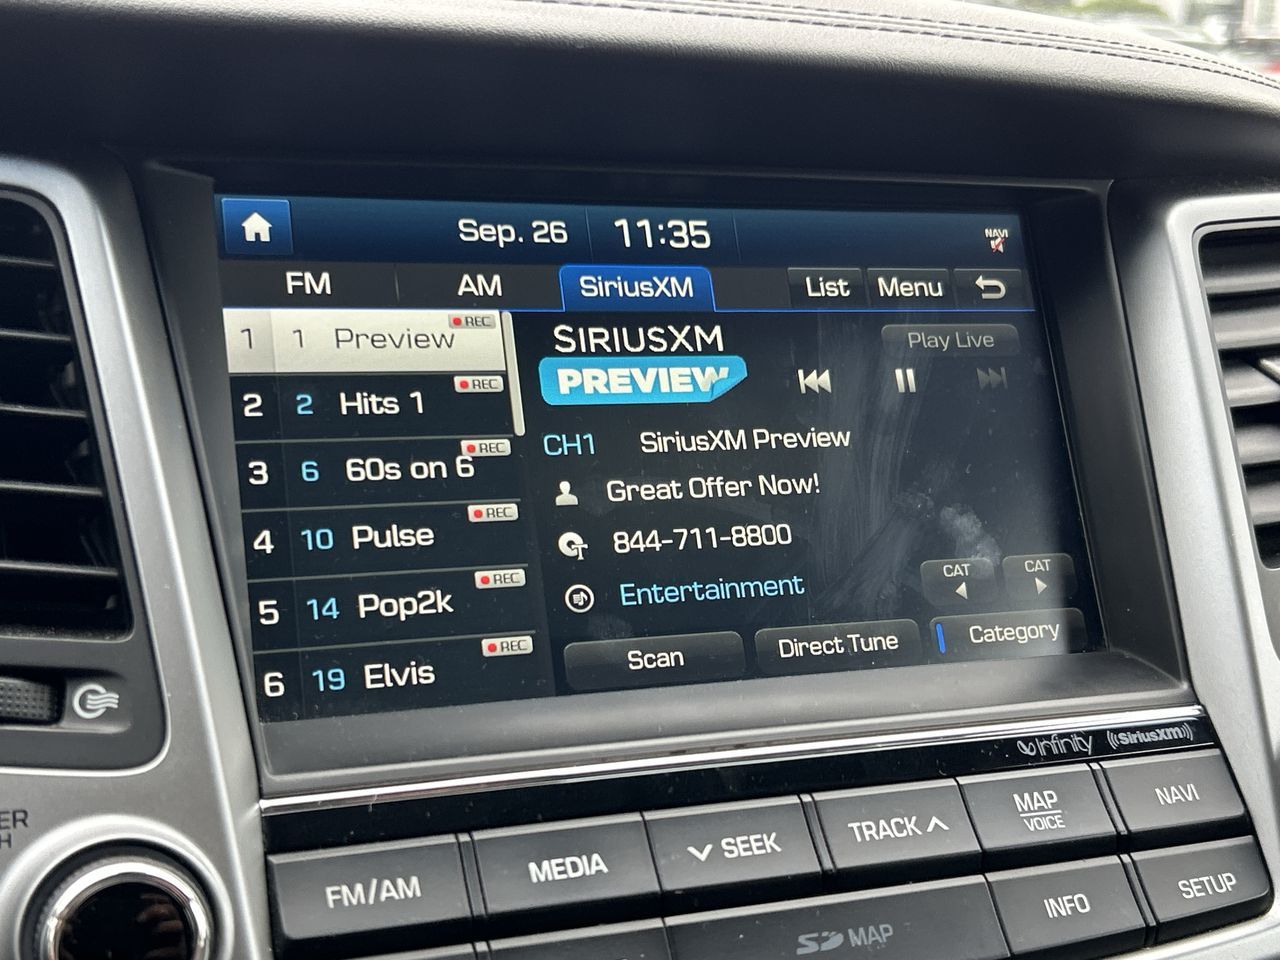 Sep. 26 11:35 NAVI
FM AM SiriusXM List Menu
1 1 Preview REC
2 2 Hits 1 REC
3 6 60s on 6 REC
4 10 Pulse REC
5 14 Pop2k REC
6 19 Elvis REC
SIRIUSXM
PREVIEW
Play Live
CH1 SiriusXM Preview
Great Offer Now!
844-711-8800
Entertainment
CAT CAT
Scan Direct Tune Category
infinity ((SiriusXM))
FM/AM MEDIA SEEK TRACK MAP VOICE NAVI
SD MAP INFO SETUP